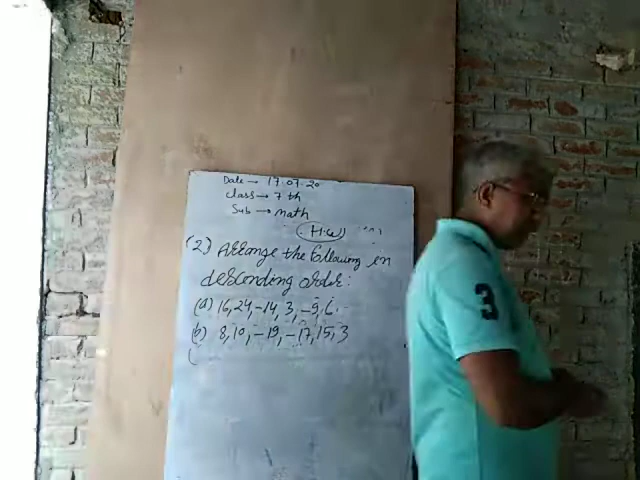 Date → 17.07.20
class → 7 th
Sub → math
H.W
(2) Arrange the following in
descending order:
(a) 16, 24, -14, 3, -9, 6
(b) 8, 10, -19, -17, 15, 3
(
3